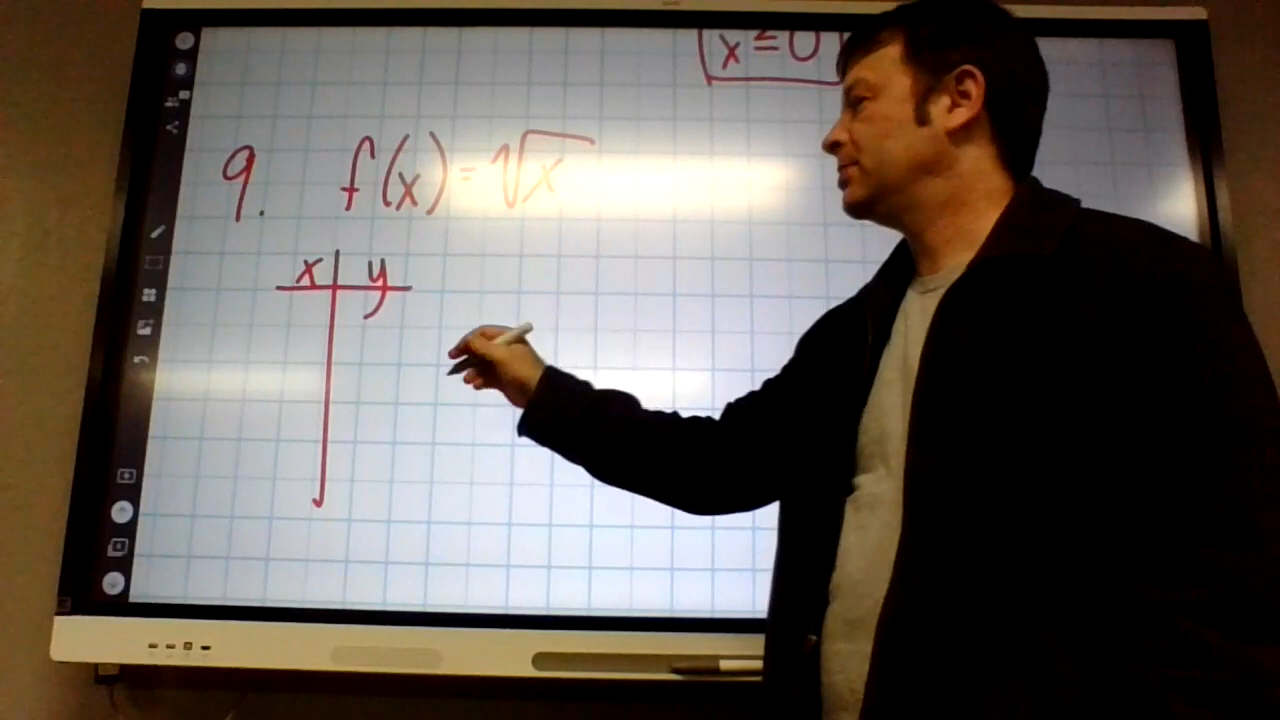 x ≥ 0
9. f(x) = √x
x y